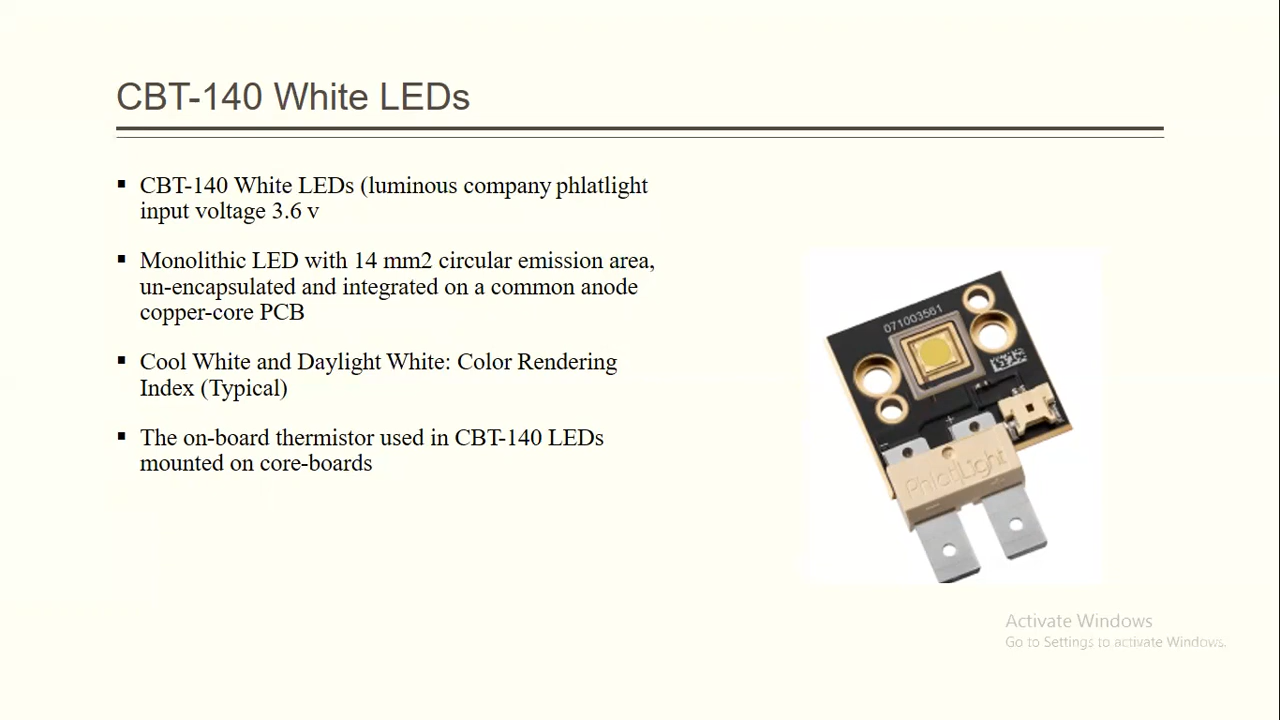 CBT-140 White LEDs
▪ CBT-140 White LEDs (luminous company phlatlight
input voltage 3.6 v
▪ Monolithic LED with 14 mm2 circular emission area,
un-encapsulated and integrated on a common anode
copper-core PCB
▪ Cool White and Daylight White: Color Rendering
Index (Typical)
▪ The on-board thermistor used in CBT-140 LEDs
mounted on core-boards
071003561
+
-
PhlatLight
Activate Windows
Go to Settings to activate Windows.